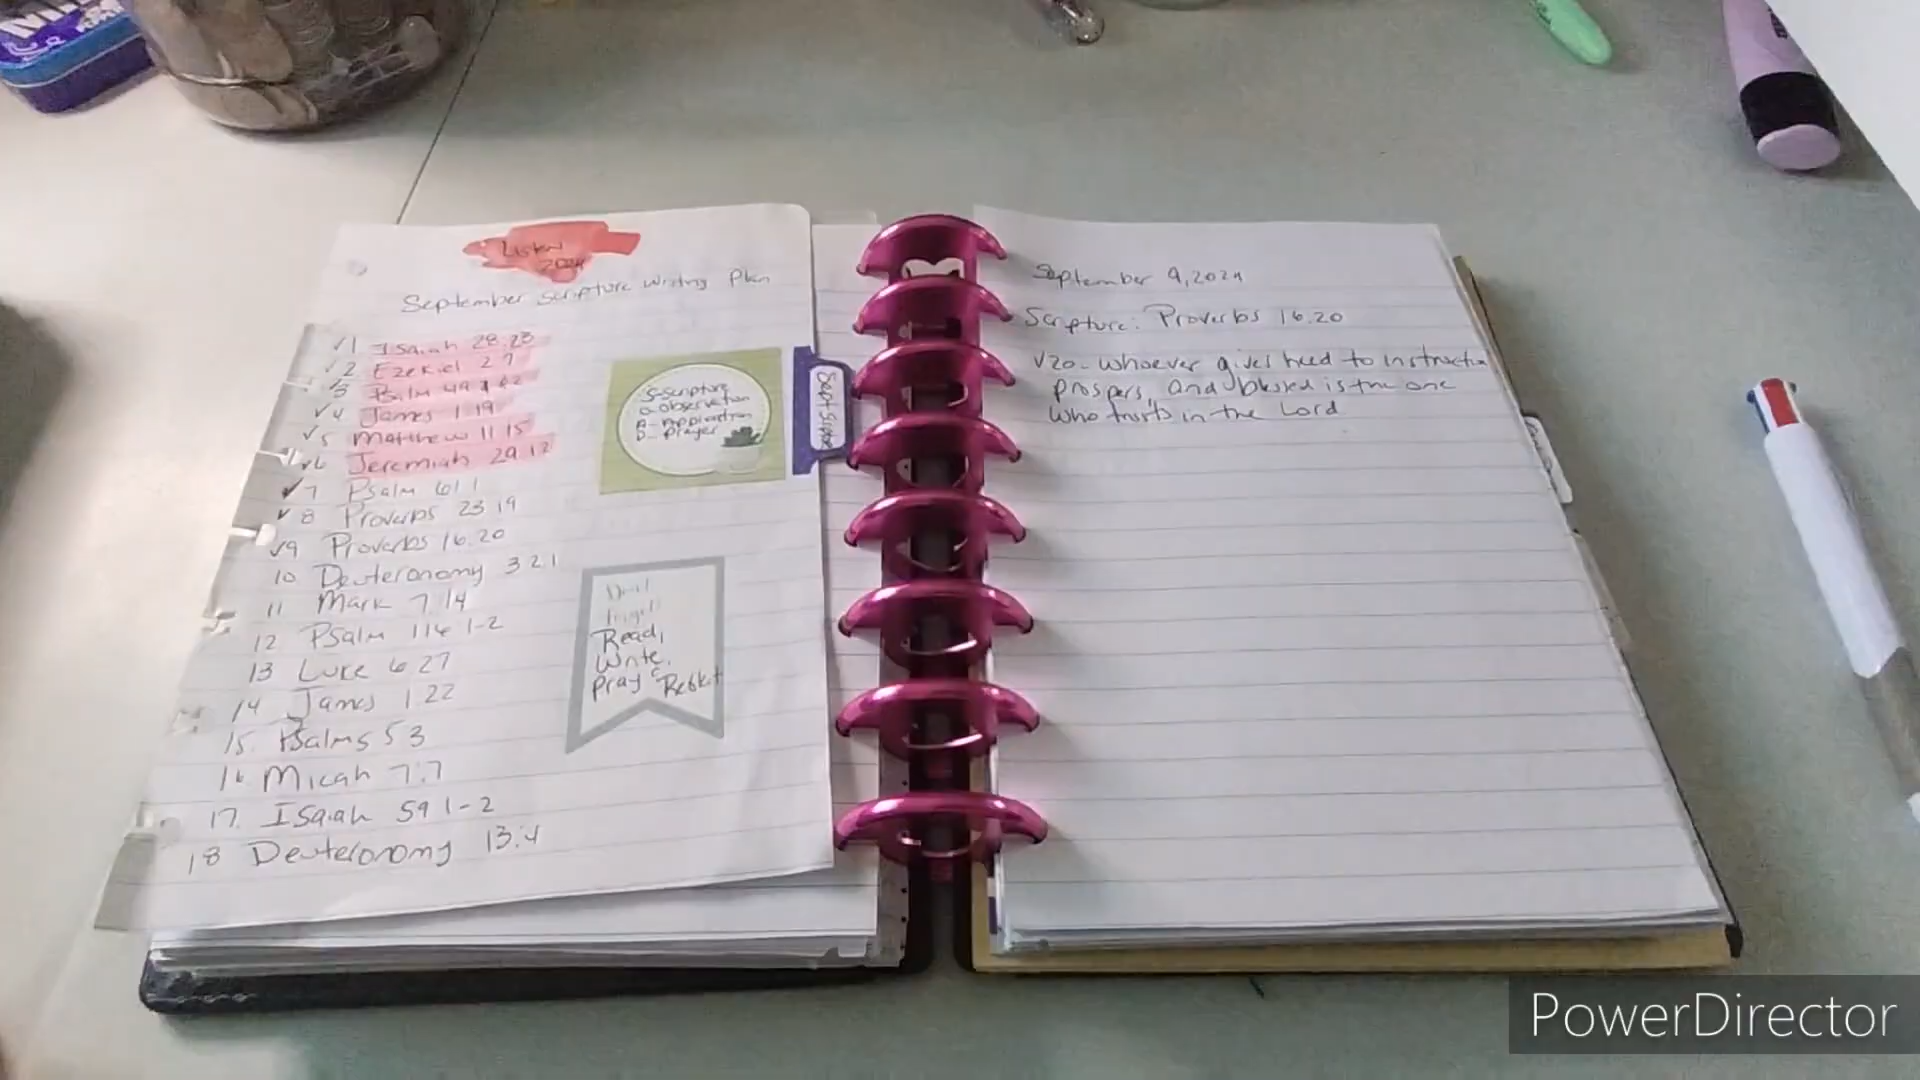 Listen
2024
September Scripture Writing Plan
✓1 Isaiah 28 23
✓2 Ezekiel 2 7
✓3 Psalm 49 1
✓4 James 1 19
✓5 Matthew 11 15
✓6 Jeremiah 29 12
✓7 Psalm 61 1
✓8 Proverbs 23 19
✓9 Proverbs 16.20
10 Deuteronomy 32 1
11 Mark 7.14
12 Psalm 116 1-2
13 Luke 6 27
14 James 1 22
15. Psalms 5 3
16 Micah 7:7
17. Isaiah 59 1-2
18 Deuteronomy 13:4
S-Scripture
O-Observation
A-Application
P-Prayer
Don't
Forget:
Read,
Write,
Pray &
Sept Script
September 9, 2024
Scripture: Proverbs 16.20
V20- Whoever gives heed to instruction
prospers, and blessed is the one
who trusts in the Lord.
PowerDirector